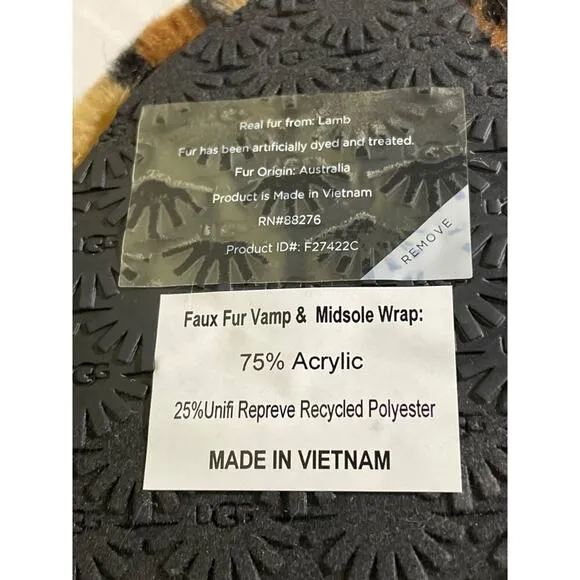 Real fur from: Lamb
Fur has been artificially dyed and treated.
Fur Origin: Australia
Product is Made in Vietnam
RN#88276
Product ID#: F27422C
REMOVE
Faux Fur Vamp & Midsole Wrap:
75% Acrylic
25%Unifi Repreve Recycled Polyester
MADE IN VIETNAM
UGG
UGG